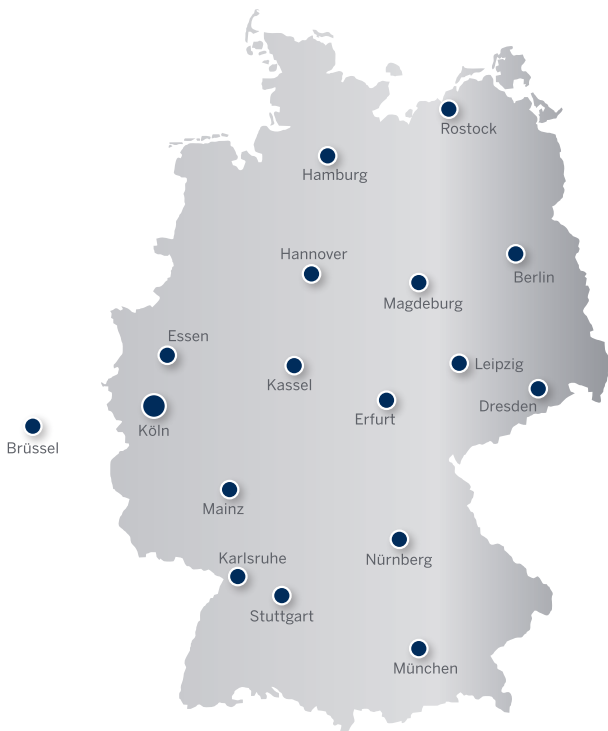 Rostock
Hamburg
Hannover
Berlin
Magdeburg
Essen
Leipzig
Kassel
Dresden
Erfurt
Köln
Brüssel
Mainz
Karlsruhe
Nürnberg
Stuttgart
München